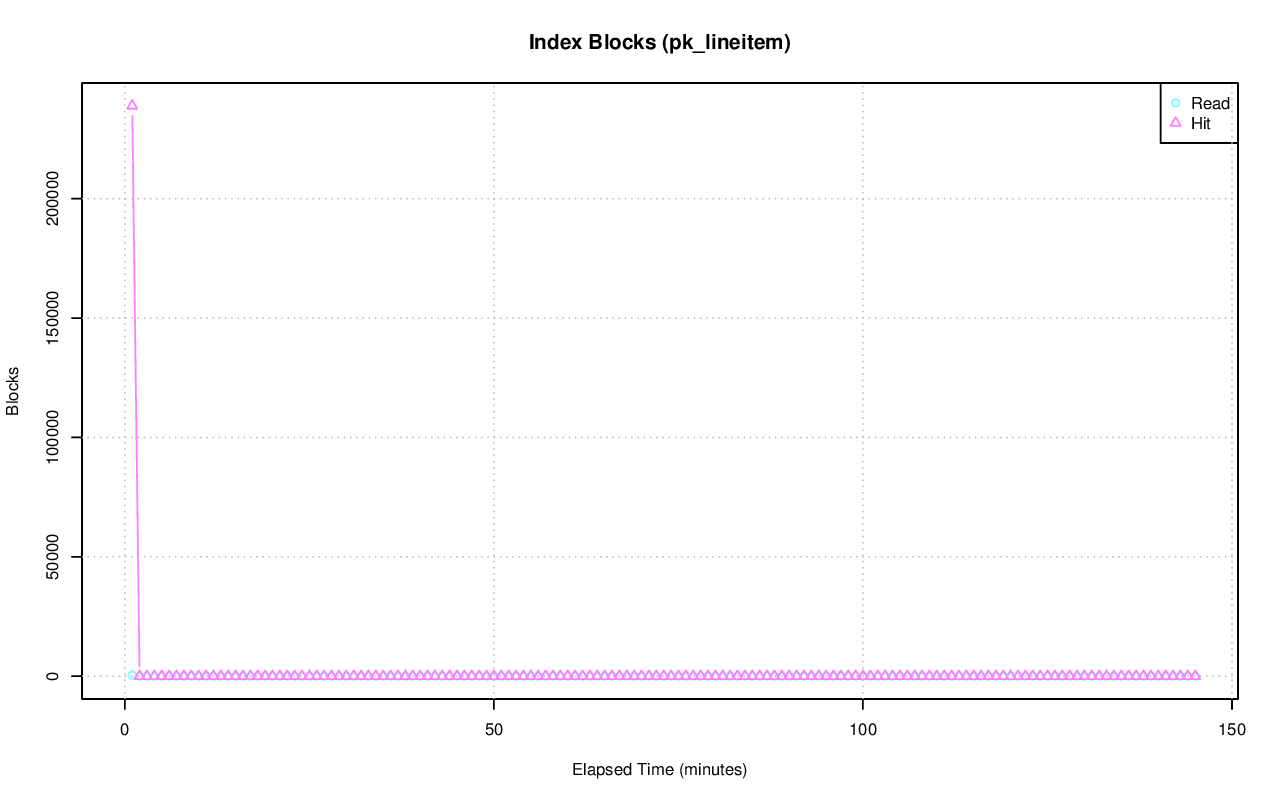 Index Blocks (pk_lineitem)
Read
Hit
Blocks
200000
150000
100000
50000
0
0 50 100 150
Elapsed Time (minutes)